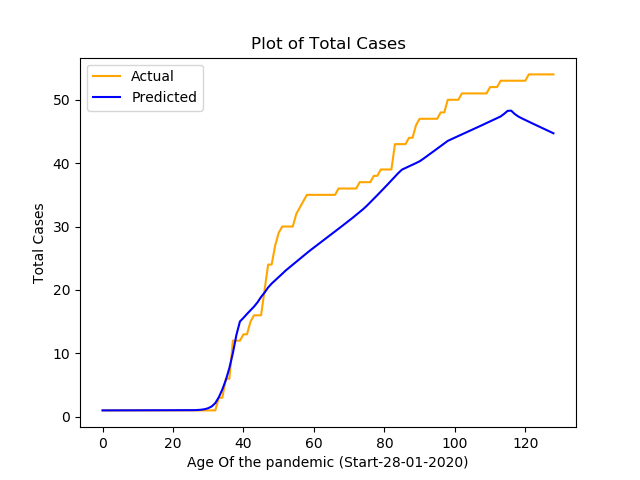 Plot of Total Cases
Actual
Predicted
Total Cases
50
40
30
20
10
0
0 20 40 60 80 100 120
Age Of the pandemic (Start-28-01-2020)